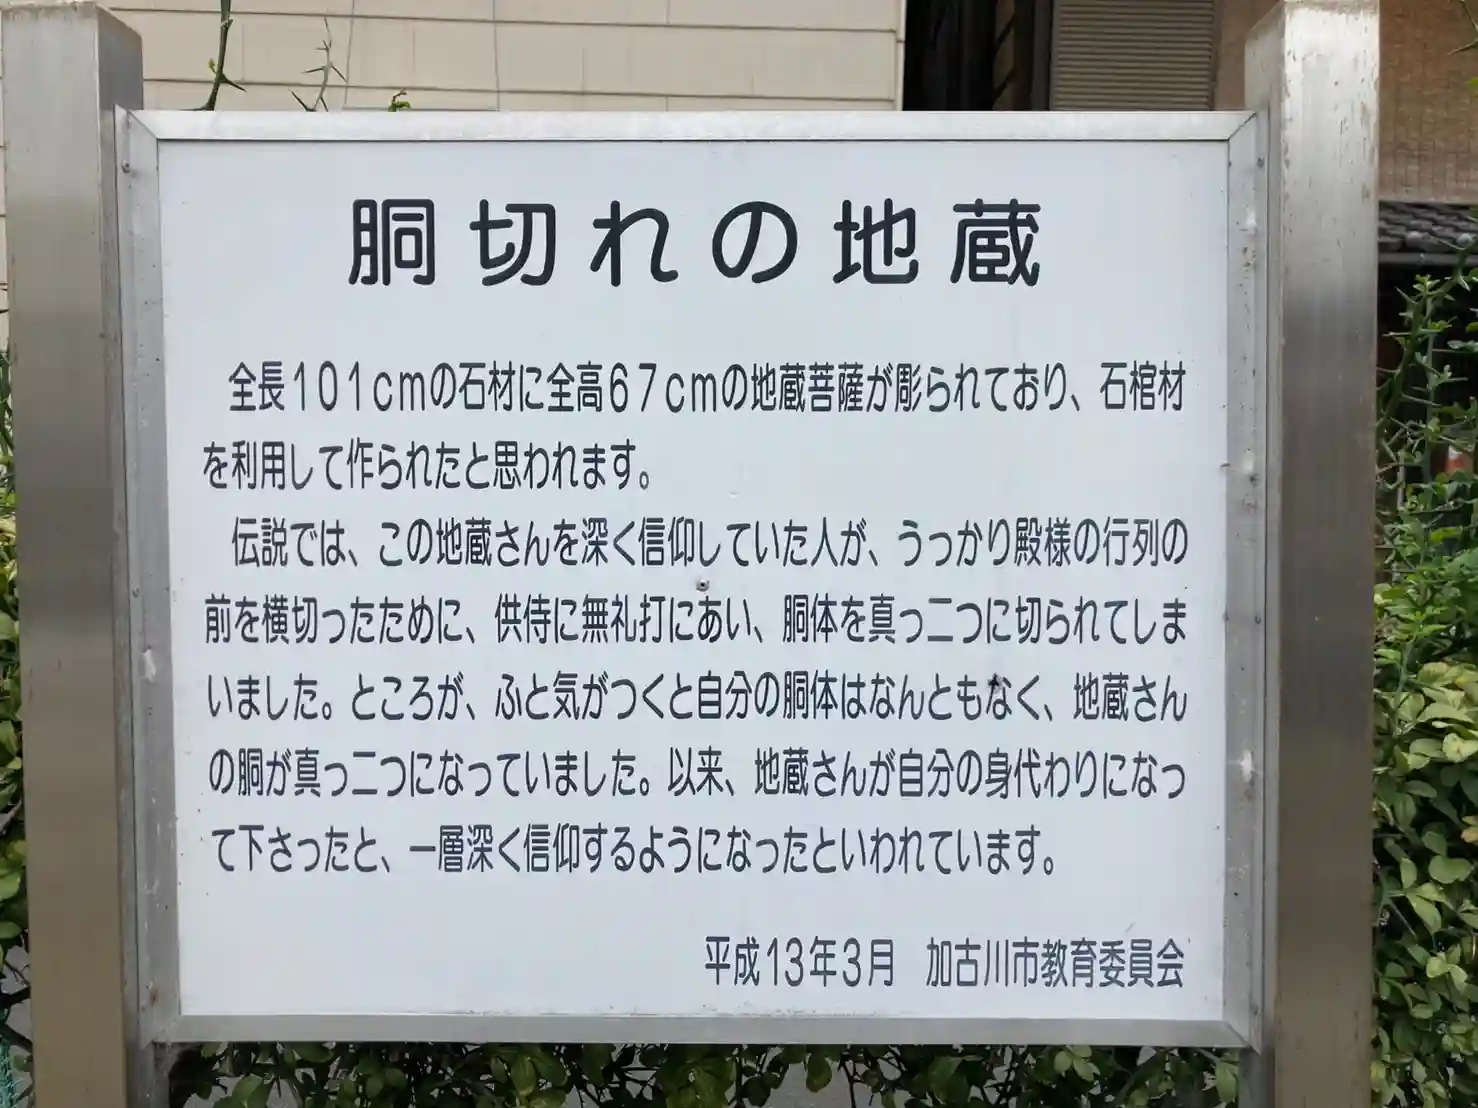 胴切れの地蔵
全長101cmの石材に全高67cmの地蔵菩薩が彫られており、石棺材
を利用して作られたと思われます。
伝説では、この地蔵さんを深く信仰していた人が、うっかり殿様の行列の
前を横切ったために、供侍に無礼打にあい、胴体を真っ二つに切られてしま
いました。ところが、ふと気がつくと自分の胴体はなんともなく、地蔵さん
の胴が真っ二つになっていました。以来、地蔵さんが自分の身代わりになっ
て下さったと、一層深く信仰するようになったといわれています。
平成13年3月　加古川市教育委員会